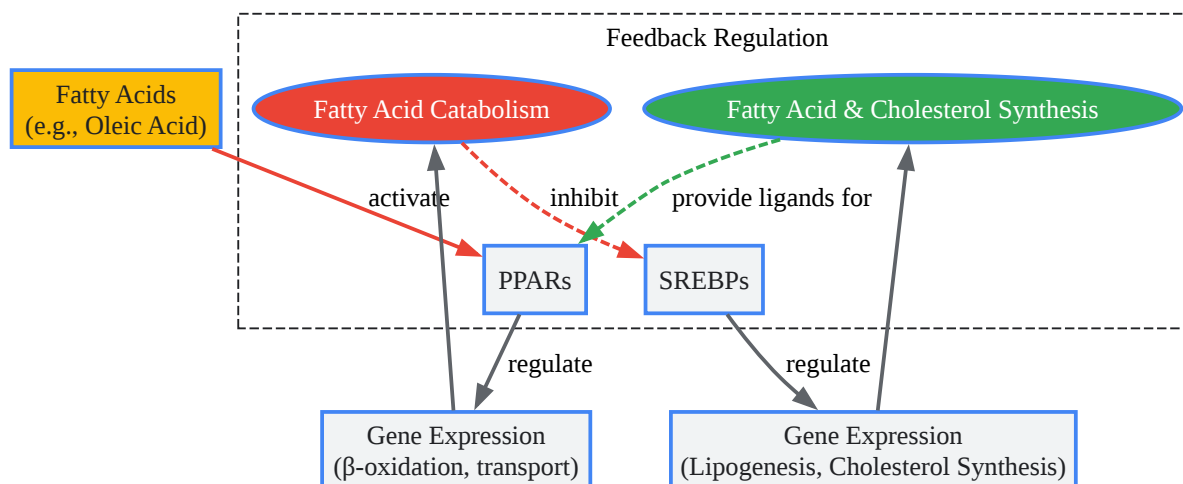 Feedback Regulation
Fatty Acids
(e.g., Oleic Acid)
Fatty Acid Catabolism
Fatty Acid & Cholesterol Synthesis
activate
inhibit
provide ligands for
PPARs
SREBPs
regulate
regulate
Gene Expression
(β-oxidation, transport)
Gene Expression
(Lipogenesis, Cholesterol Synthesis)